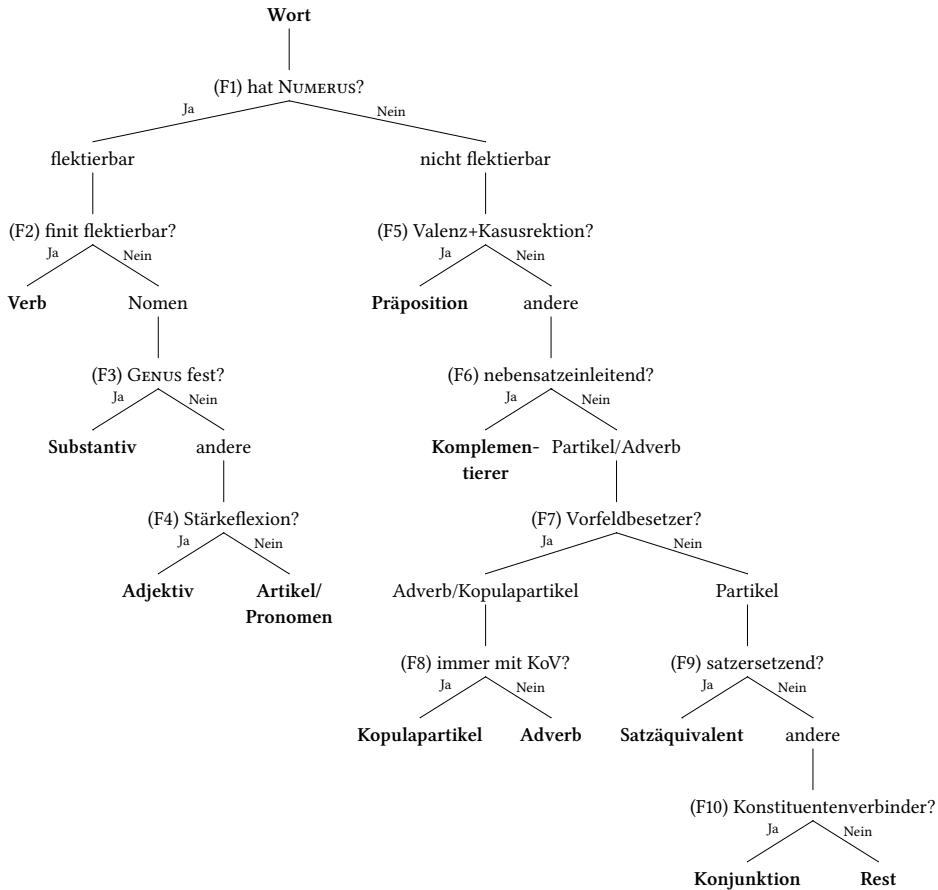 Wort
(F1) hat NUMERUS?
Ja
Nein
flektierbar
nicht flektierbar
(F2) finit flektierbar?
(F5) Valenz+Kasusrektion?
Ja
Nein
Ja
Nein
Verb
Nomen
Präposition
andere
(F3) GENUS fest?
(F6) nebensatzeinleitend?
Ja
Nein
Ja
Nein
Substantiv
andere
Komplemen-
tierer
Partikel/Adverb
(F4) Stärkeflexion?
(F7) Vorfeldbesetzer?
Ja
Nein
Ja
Nein
Adjektiv
Artikel/
Pronomen
Adverb/Kopulapartikel
Partikel
(F8) immer mit KoV?
(F9) satzersetzend?
Ja
Nein
Ja
Nein
Kopulapartikel
Adverb
Satzäquivalent
andere
(F10) Konstituentenverbinder?
Ja
Nein
Konjunktion
Rest